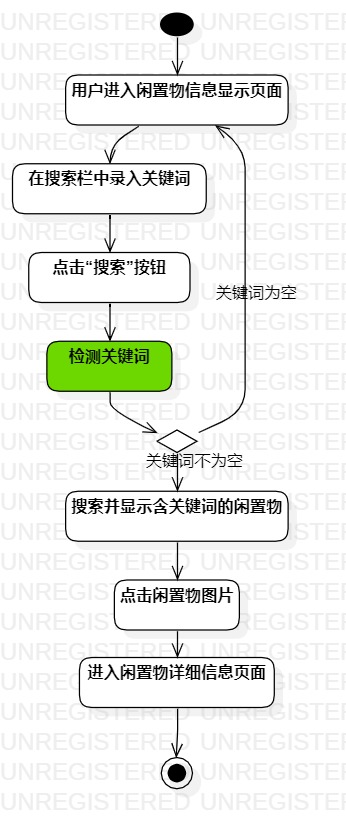 用户进入闲置物信息显示页面
在搜索栏中录入关键词
点击“搜索”按钮
关键词为空
检测关键词
关键词不为空
搜索并显示含关键词的闲置物
点击闲置物图片
进入闲置物详细信息页面
UNREGISTERED